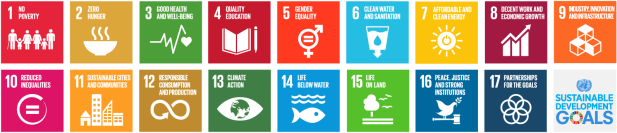 1 NO POVERTY
2 ZERO HUNGER
3 GOOD HEALTH AND WELL-BEING
4 QUALITY EDUCATION
5 GENDER EQUALITY
6 CLEAN WATER AND SANITATION
7 AFFORDABLE AND CLEAN ENERGY
8 DECENT WORK AND ECONOMIC GROWTH
9 INDUSTRY, INNOVATION AND INFRASTRUCTURE
10 REDUCED INEQUALITIES
11 SUSTAINABLE CITIES AND COMMUNITIES
12 RESPONSIBLE CONSUMPTION AND PRODUCTION
13 CLIMATE ACTION
14 LIFE BELOW WATER
15 LIFE ON LAND
16 PEACE, JUSTICE AND STRONG INSTITUTIONS
17 PARTNERSHIPS FOR THE GOALS
SUSTAINABLE
DEVELOPMENT
GOALS